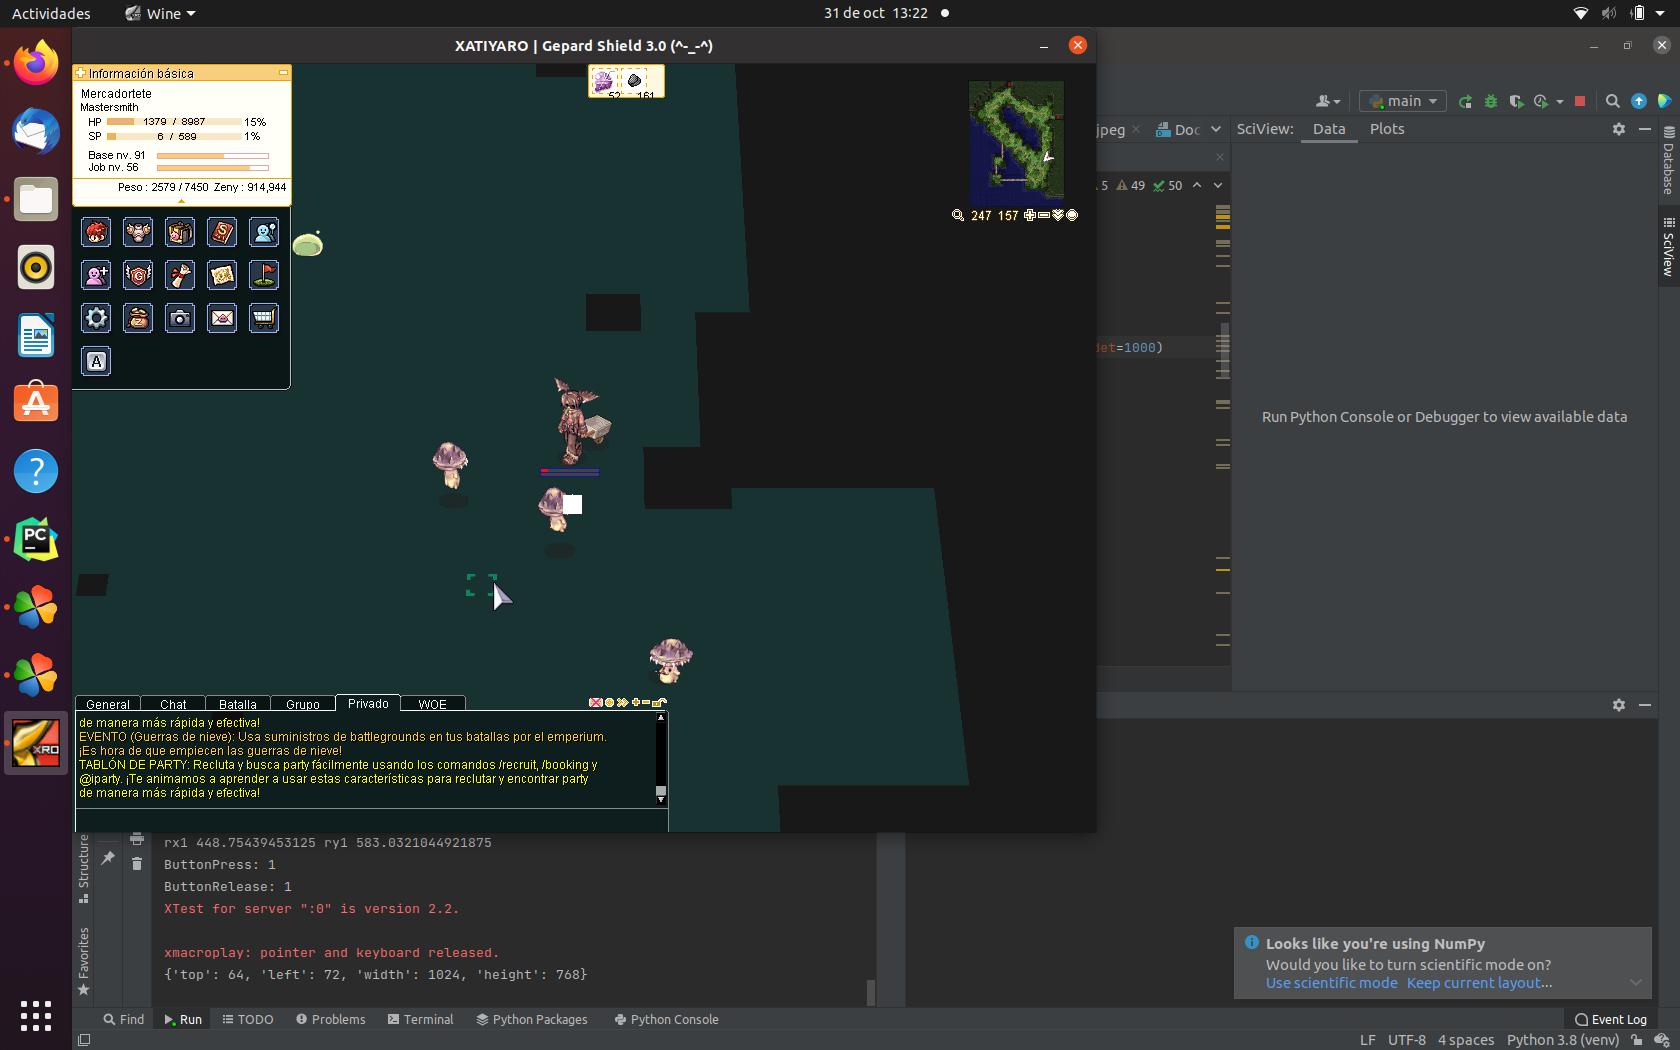 Actividades
Wine
31 de oct 13:22
XATIYARO | Gepard Shield 3.0 (^-_-^)
Información básica
Mercadortete
Mastersmith
HP 1379 / 8987 15%
SP 6 / 589 1%
Base nv. 91
Job nv. 56
Peso : 2579 / 7450 Zeny : 914,944
52 161
S
G
Z
A
247 157
main
jpeg
Doc
SciView: Data Plots
5 49 50
=1000)
Run Python Console or Debugger to view available data
Database
SciView
PC
XRO
General Chat Batalla Grupo Privado WOE
de manera más rápida y efectiva!
EVENTO (Guerras de nieve): Usa suministros de battlegrounds en tus batallas por el emperium.
¡Es hora de que empiecen las guerras de nieve!
TABLÓN DE PARTY: Recluta y busca party fácilmente usando los comandos /recruit, /booking y
@iparty. ¡Te animamos a aprender a usar estas características para reclutar y encontrar party
de manera más rápida y efectiva!
Structure
Favorites
rx1 448.75439453125 ry1 583.0321044921875
ButtonPress: 1
ButtonRelease: 1
XTest for server ":0" is version 2.2.
xmacroplay: pointer and keyboard released.
{'top': 64, 'left': 72, 'width': 1024, 'height': 768}
Looks like you're using NumPy
Would you like to turn scientific mode on?
Use scientific mode Keep current layout...
Find Run TODO Problems Terminal Python Packages Python Console Event Log
LF UTF-8 4 spaces Python 3.8 (venv)